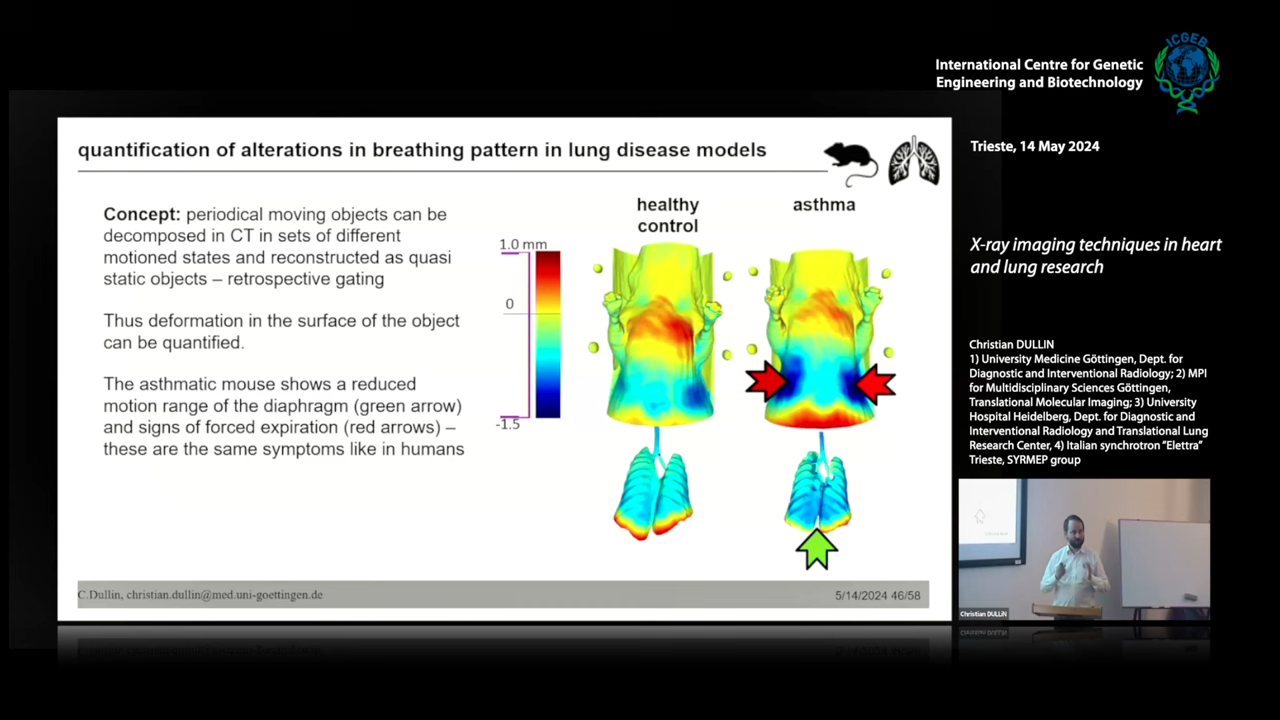 International Centre for Genetic
Engineering and Biotechnology
ICGEB
Trieste, 14 May 2024
X-ray imaging techniques in heart
and lung research
Christian DULLIN
1) University Medicine Göttingen, Dept. for
Diagnostic and Interventional Radiology; 2) MPI
for Multidisciplinary Sciences Göttingen,
Translational Molecular Imaging; 3) University
Hospital Heidelberg, Dept. for Diagnostic and
Interventional Radiology and Translational Lung
Research Center, 4) Italian synchrotron “Elettra”
Trieste, SYRMEP group
Christian DULLiN
quantification of alterations in breathing pattern in lung disease models
Concept: periodical moving objects can be
decomposed in CT in sets of different
motioned states and reconstructed as quasi
static objects – retrospective gating
Thus deformation in the surface of the object
can be quantified.
The asthmatic mouse shows a reduced
motion range of the diaphragm (green arrow)
and signs of forced expiration (red arrows) –
these are the same symptoms like in humans
healthy
control
asthma
1.0 mm
0
-1.5
C.Dullin, christian.dullin@med.uni-goettingen.de
5/14/2024 46/58